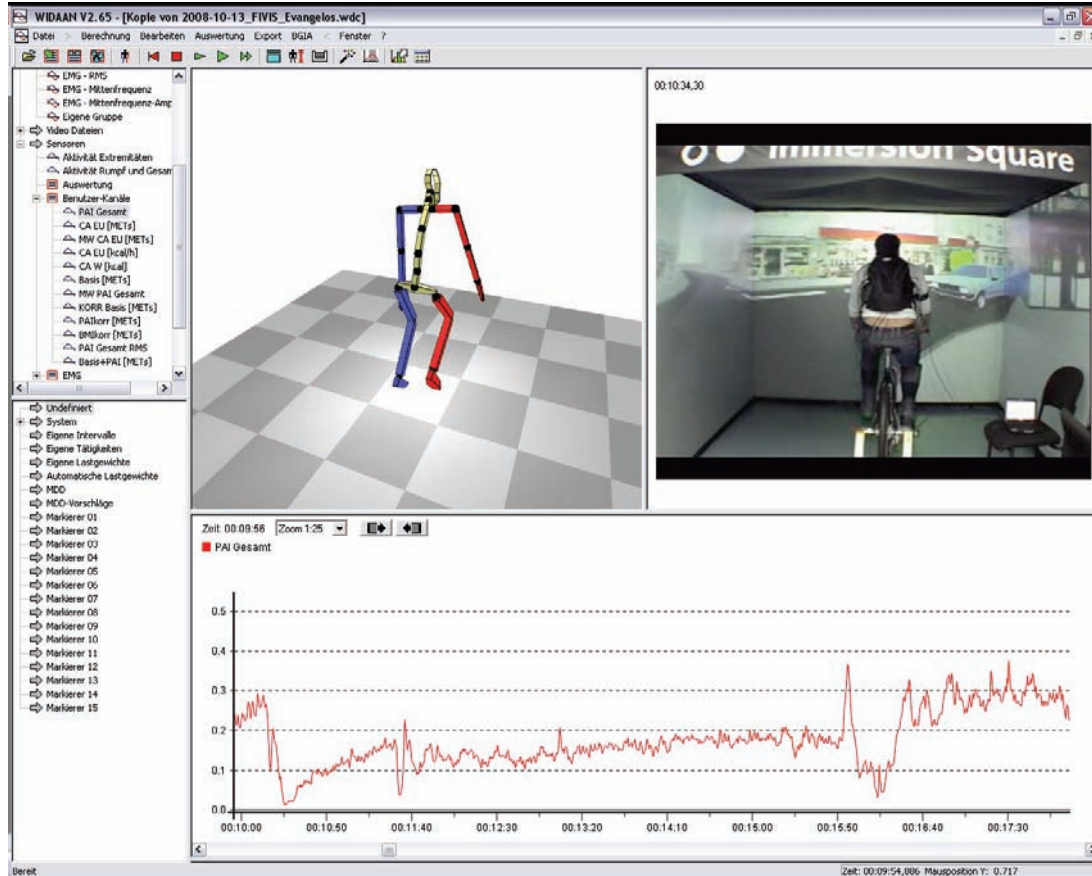 WIDAAN V2.65 - [Kopie von 2008-10-13_FIVIS_Evangelos.wdc]
Datei > Berechnung Bearbeiten Auswertung Export BGIA < Fenster ?
EMG - RMS
EMG - Mittenfrequenz
EMG - Mittenfrequenz-Amp
Eigene Gruppe
Video Dateien
Sensoren
Aktivität Extremitäten
Aktivität Rumpf und Gesam
Auswertung
Benutzer-Kanäle
PAI Gesamt
CA EU [METs]
MW CA EU [METs]
CA EU [kcal/h]
CA W [kcal]
Basis [METs]
MW PAI Gesamt
KORR Basis [METs]
PAIkorr [METs]
BMIkorr [METs]
PAI Gesamt RMS
Basis+PAI [METs]
EMG
Undefiniert
System
Eigene Intervalle
Eigene Tätigkeiten
Eigene Lastgewichte
Automatische Lastgewichte
MDD
MDD-Vorschläge
Markierer 01
Markierer 02
Markierer 03
Markierer 04
Markierer 05
Markierer 06
Markierer 07
Markierer 08
Markierer 09
Markierer 10
Markierer 11
Markierer 12
Markierer 13
Markierer 14
Markierer 15
00:10:34,30
Immersion Square
Zeit: 00:09:56 Zoom 1:25
PAI Gesamt
0.5
0.4
0.3
0.2
0.1
0.0
00:10:00 00:10:50 00:11:40 00:12:30 00:13:20 00:14:10 00:15:00 00:15:50 00:16:40 00:17:30
Bereit
Zeit: 00:09:54,886 Mausposition Y: 0.717